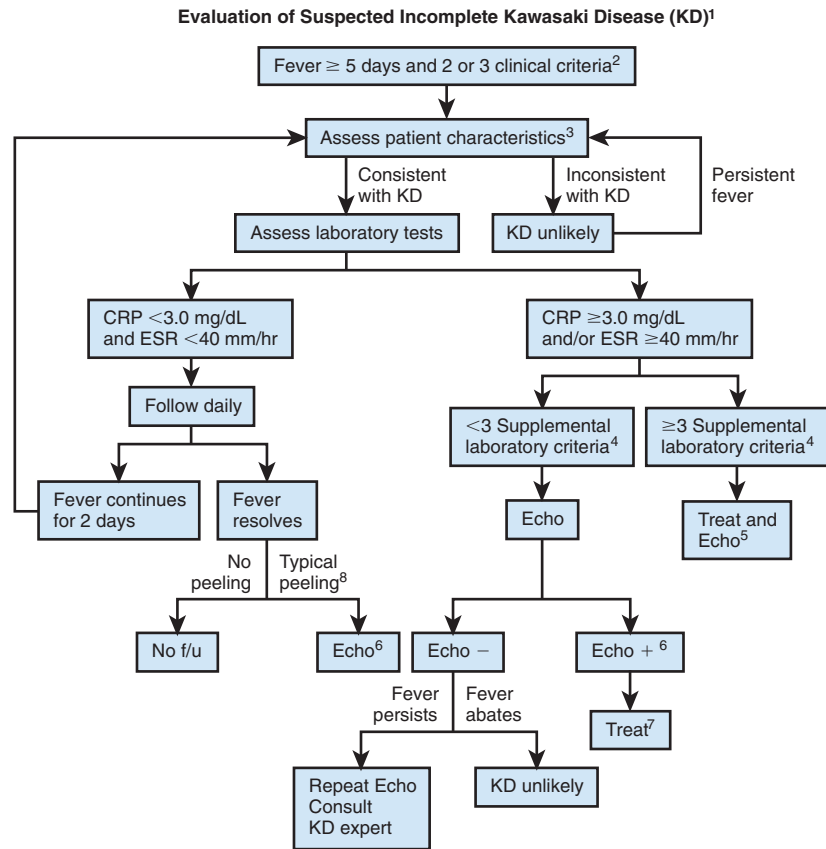 Evaluation of Suspected Incomplete Kawasaki Disease (KD)¹
Fever ≥ 5 days and 2 or 3 clinical criteria²
Assess patient characteristics³
Consistent
with KD
Inconsistent
with KD
Persistent
fever
Assess laboratory tests
KD unlikely
CRP <3.0 mg/dL
and ESR <40 mm/hr
CRP ≥3.0 mg/dL
and/or ESR ≥40 mm/hr
Follow daily
<3 Supplemental
laboratory criteria⁴
≥3 Supplemental
laboratory criteria⁴
Fever continues
for 2 days
Fever
resolves
Echo
Treat and
Echo⁵
No
peeling
Typical
peeling⁸
No f/u
Echo⁶
Echo −
Echo + ⁶
Fever
persists
Fever
abates
Treat⁷
Repeat Echo
Consult
KD expert
KD unlikely